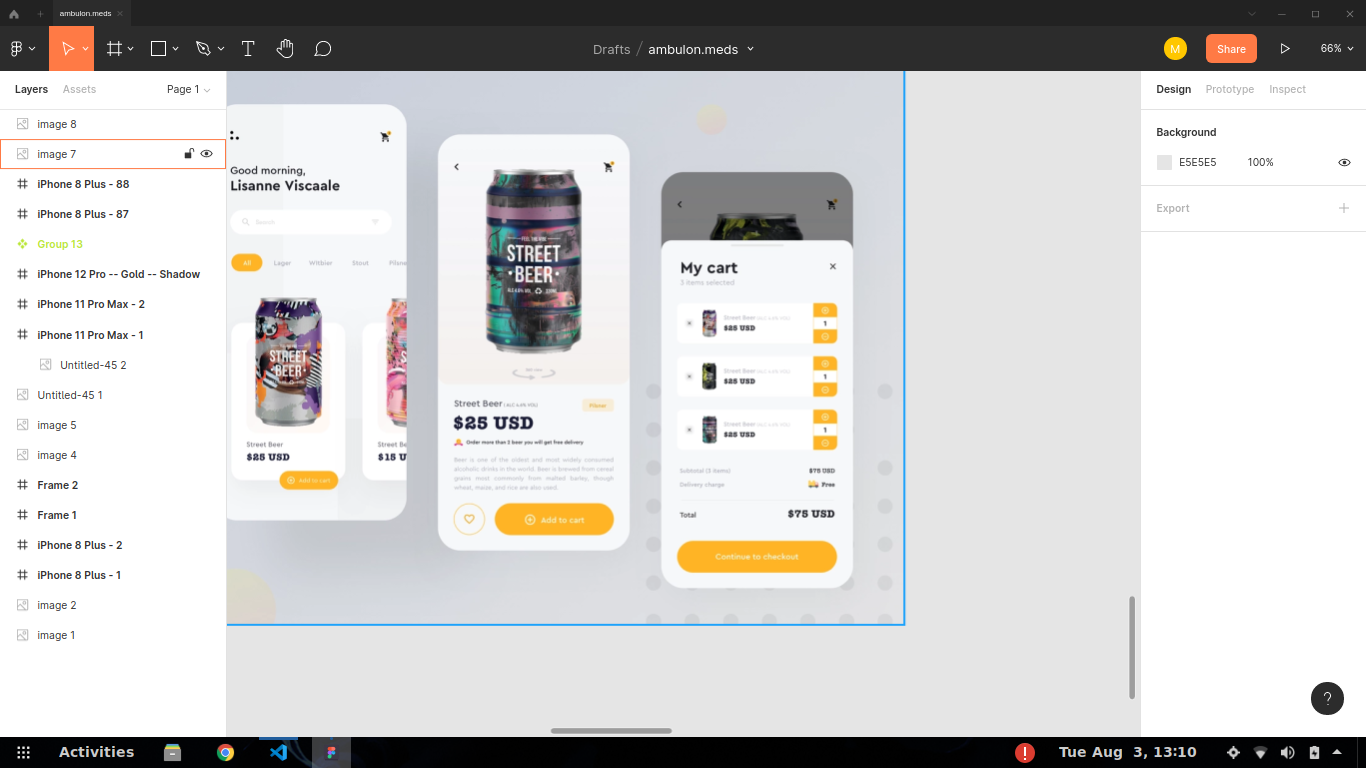 ambulon.meds
Drafts / ambulon.meds
M
Share
66%
Layers
Assets
Page 1
Design
Prototype
Inspect
image 8
image 7
iPhone 8 Plus - 88
iPhone 8 Plus - 87
Group 13
iPhone 12 Pro -- Gold -- Shadow
iPhone 11 Pro Max - 2
iPhone 11 Pro Max - 1
Untitled-45 2
Untitled-45 1
image 5
image 4
Frame 2
Frame 1
iPhone 8 Plus - 2
iPhone 8 Plus - 1
image 2
image 1
Good morning,
Lisanne Viscaale
Search
All
Lager
Witbier
Stout
Pilsne
STREET
BEER
Street Beer
$25 USD
Add to cart
Street B
$15 U
FEEL THE VIBE
STREET
BEER
Street Beer (ALC 4.6% VOL)
Pilsner
$25 USD
Order more than 2 beer you will get free delivery
Beer is one of the oldest and most widely consumed
alcoholic drinks in the world. Beer is brewed from cereal
grains most commonly from malted barley, though
wheat, maize, and rice are also used.
Add to cart
My cart
3 items selected
Street Beer (ALC 4.6% VOL)
$25 USD
1
Street Beer (ALC 4.6% VOL)
$25 USD
1
Street Beer (ALC 4.6% VOL)
$25 USD
1
Subtotal (3 items)
$75 USD
Delivery charge
Free
Total
$75 USD
Continue to checkout
Background
E5E5E5
100%
Export
?
Activities
Tue Aug 3, 13:10